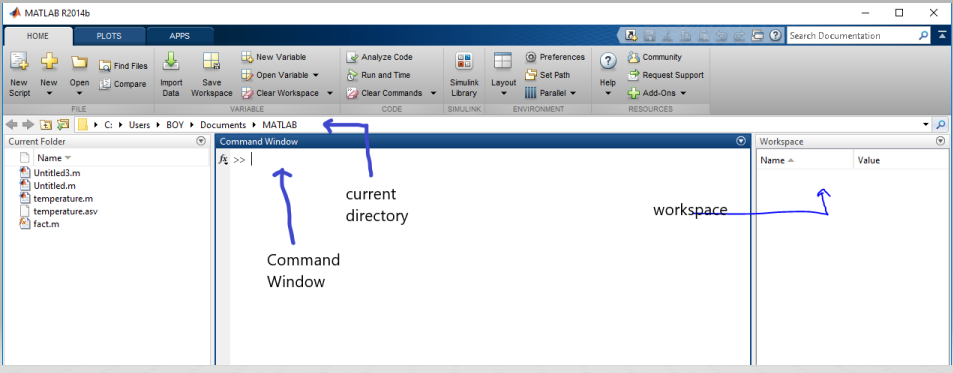 MATLAB R2014b
HOME PLOTS APPS
Search Documentation
New Script
New
Open
Find Files
Compare
Import Data
Save Workspace
New Variable
Open Variable
Clear Workspace
Analyze Code
Run and Time
Clear Commands
Simulink Library
Layout
Preferences
Set Path
Parallel
Help
Community
Request Support
Add-Ons
FILE VARIABLE CODE SIMULINK ENVIRONMENT RESOURCES
C: Users BOY Documents MATLAB
Current Folder
Name
Untitled3.m
Untitled.m
temperature.m
temperature.asv
fact.m
Command Window
fx >>
current
directory
Command
Window
workspace
Workspace
Name Value